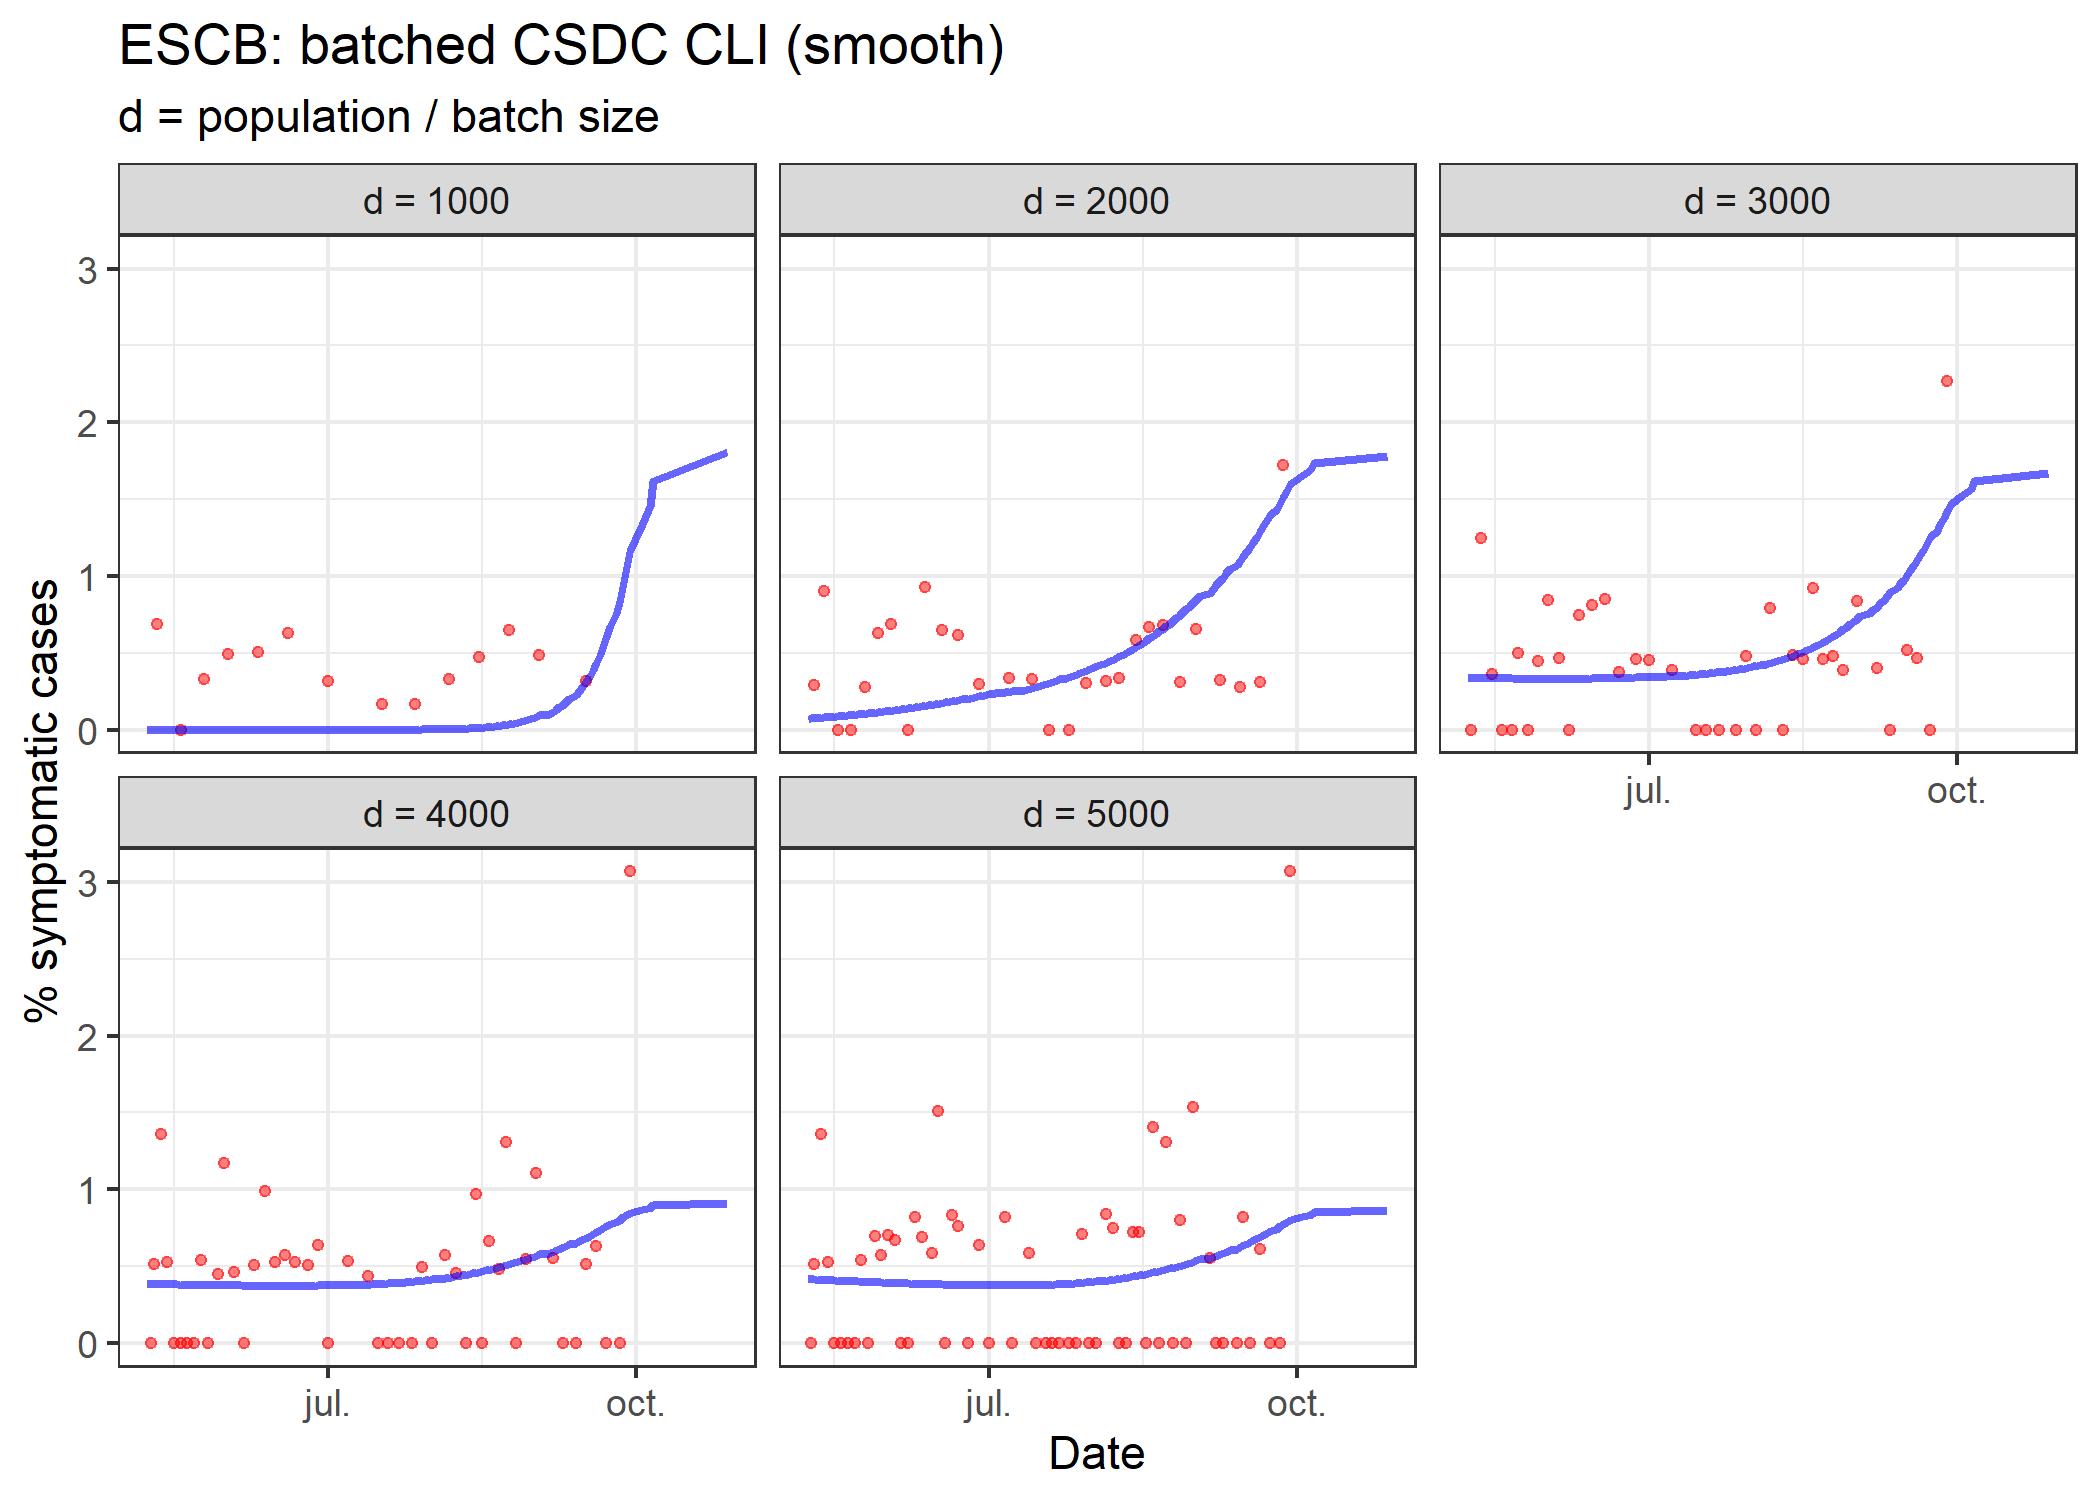 ESCB: batched CSDC CLI (smooth)
d = population / batch size
d = 1000
d = 2000
d = 3000
3
2
1
0
jul.
oct.
d = 4000
d = 5000
3
2
1
0
jul.
oct.
jul.
oct.
% symptomatic cases
Date